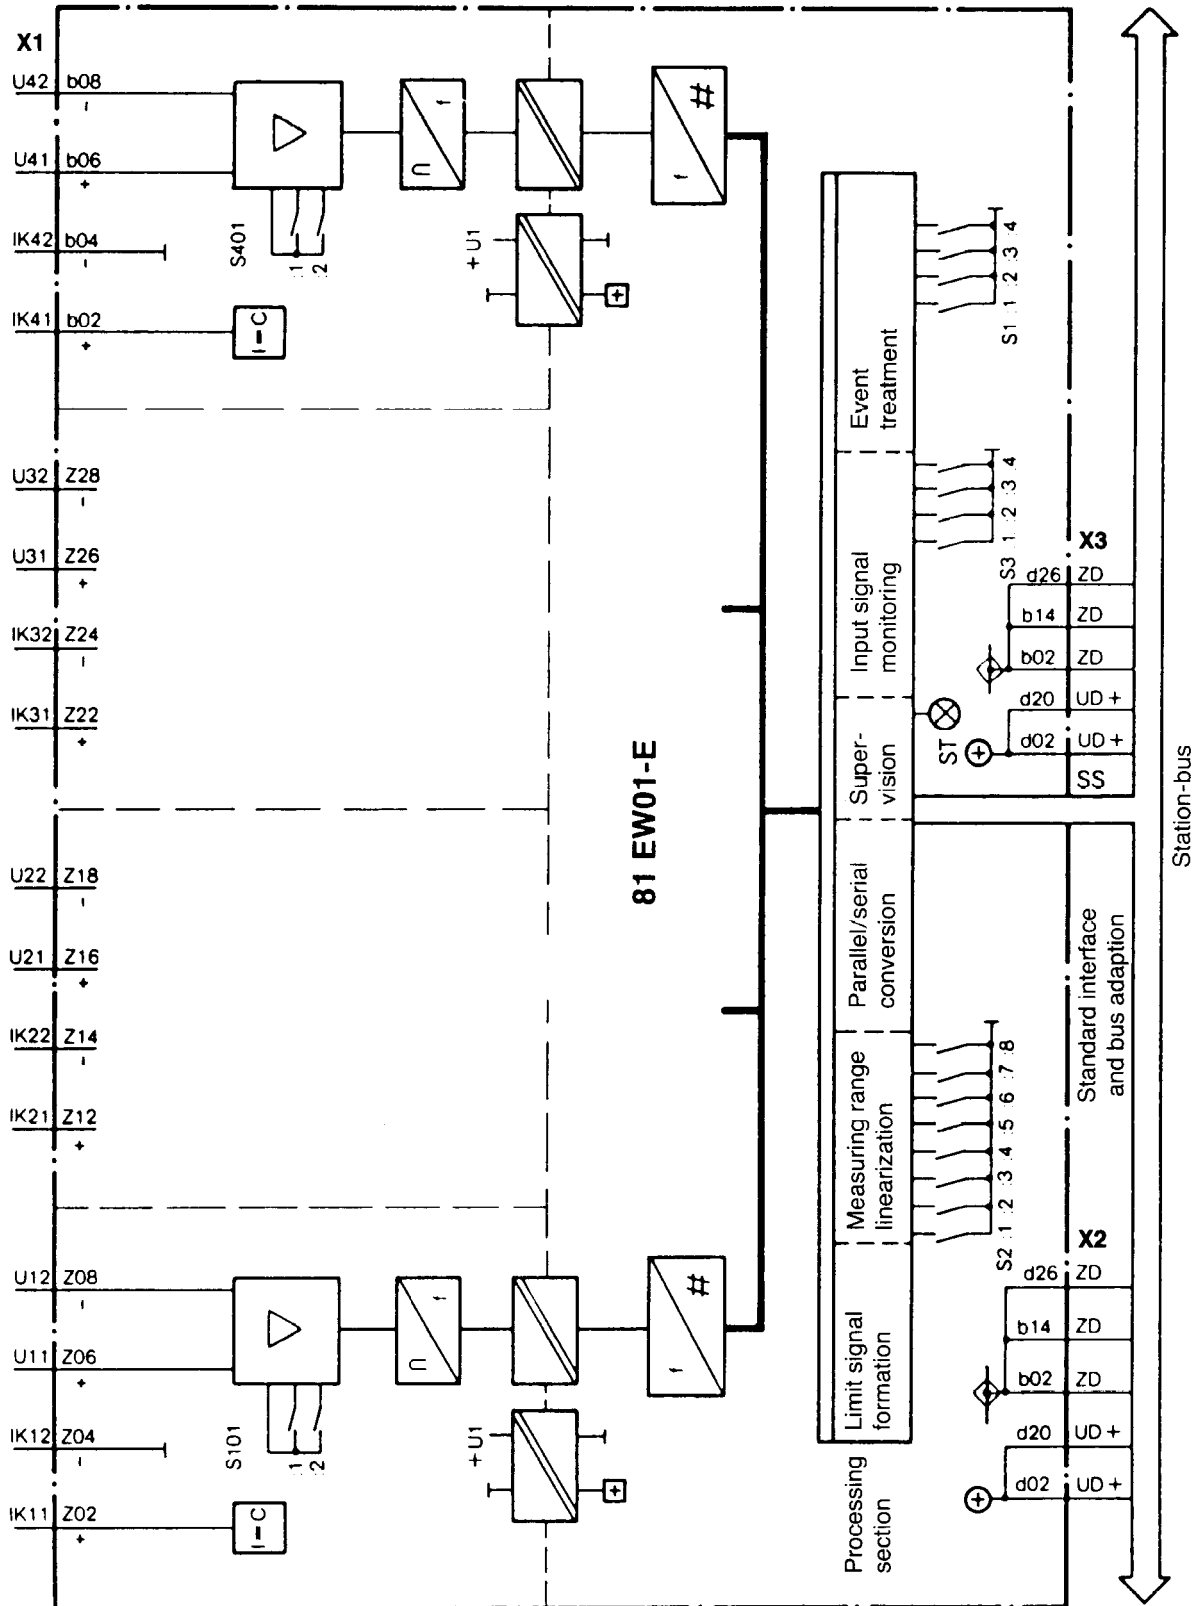 X1
U42 b08
-
U41 b06
+
IK42 b04
-
IK41 b02
+
U32 Z28
-
U31 Z26
+
IK32 Z24
-
IK31 Z22
+
U22 Z18
-
U21 Z16
+
IK22 Z14
-
IK21 Z12
+
U12 Z08
-
U11 Z06
+
IK12 Z04
-
IK11 Z02
+
S401
:1
:2
I=C
U
f
f
#
+U1
+
S101
:1
:2
I=C
U
f
f
#
+U1
+
81 EW01-E
Event
treatment
Input signal
monitoring
Super-
vision
Parallel/serial
conversion
Measuring range
linearization
Limit signal
formation
Processing
section
S1 :1 :2 :3 :4
S3 :1 :2 :3 :4
S2 :1 :2 :3 :4 :5 :6 :7 :8
ST
X3
d26 ZD
b14 ZD
b02 ZD
d20 UD +
d02 UD +
SS
Standard interface
and bus adaption
X2
d26 ZD
b14 ZD
b02 ZD
d20 UD +
d02 UD +
Station-bus